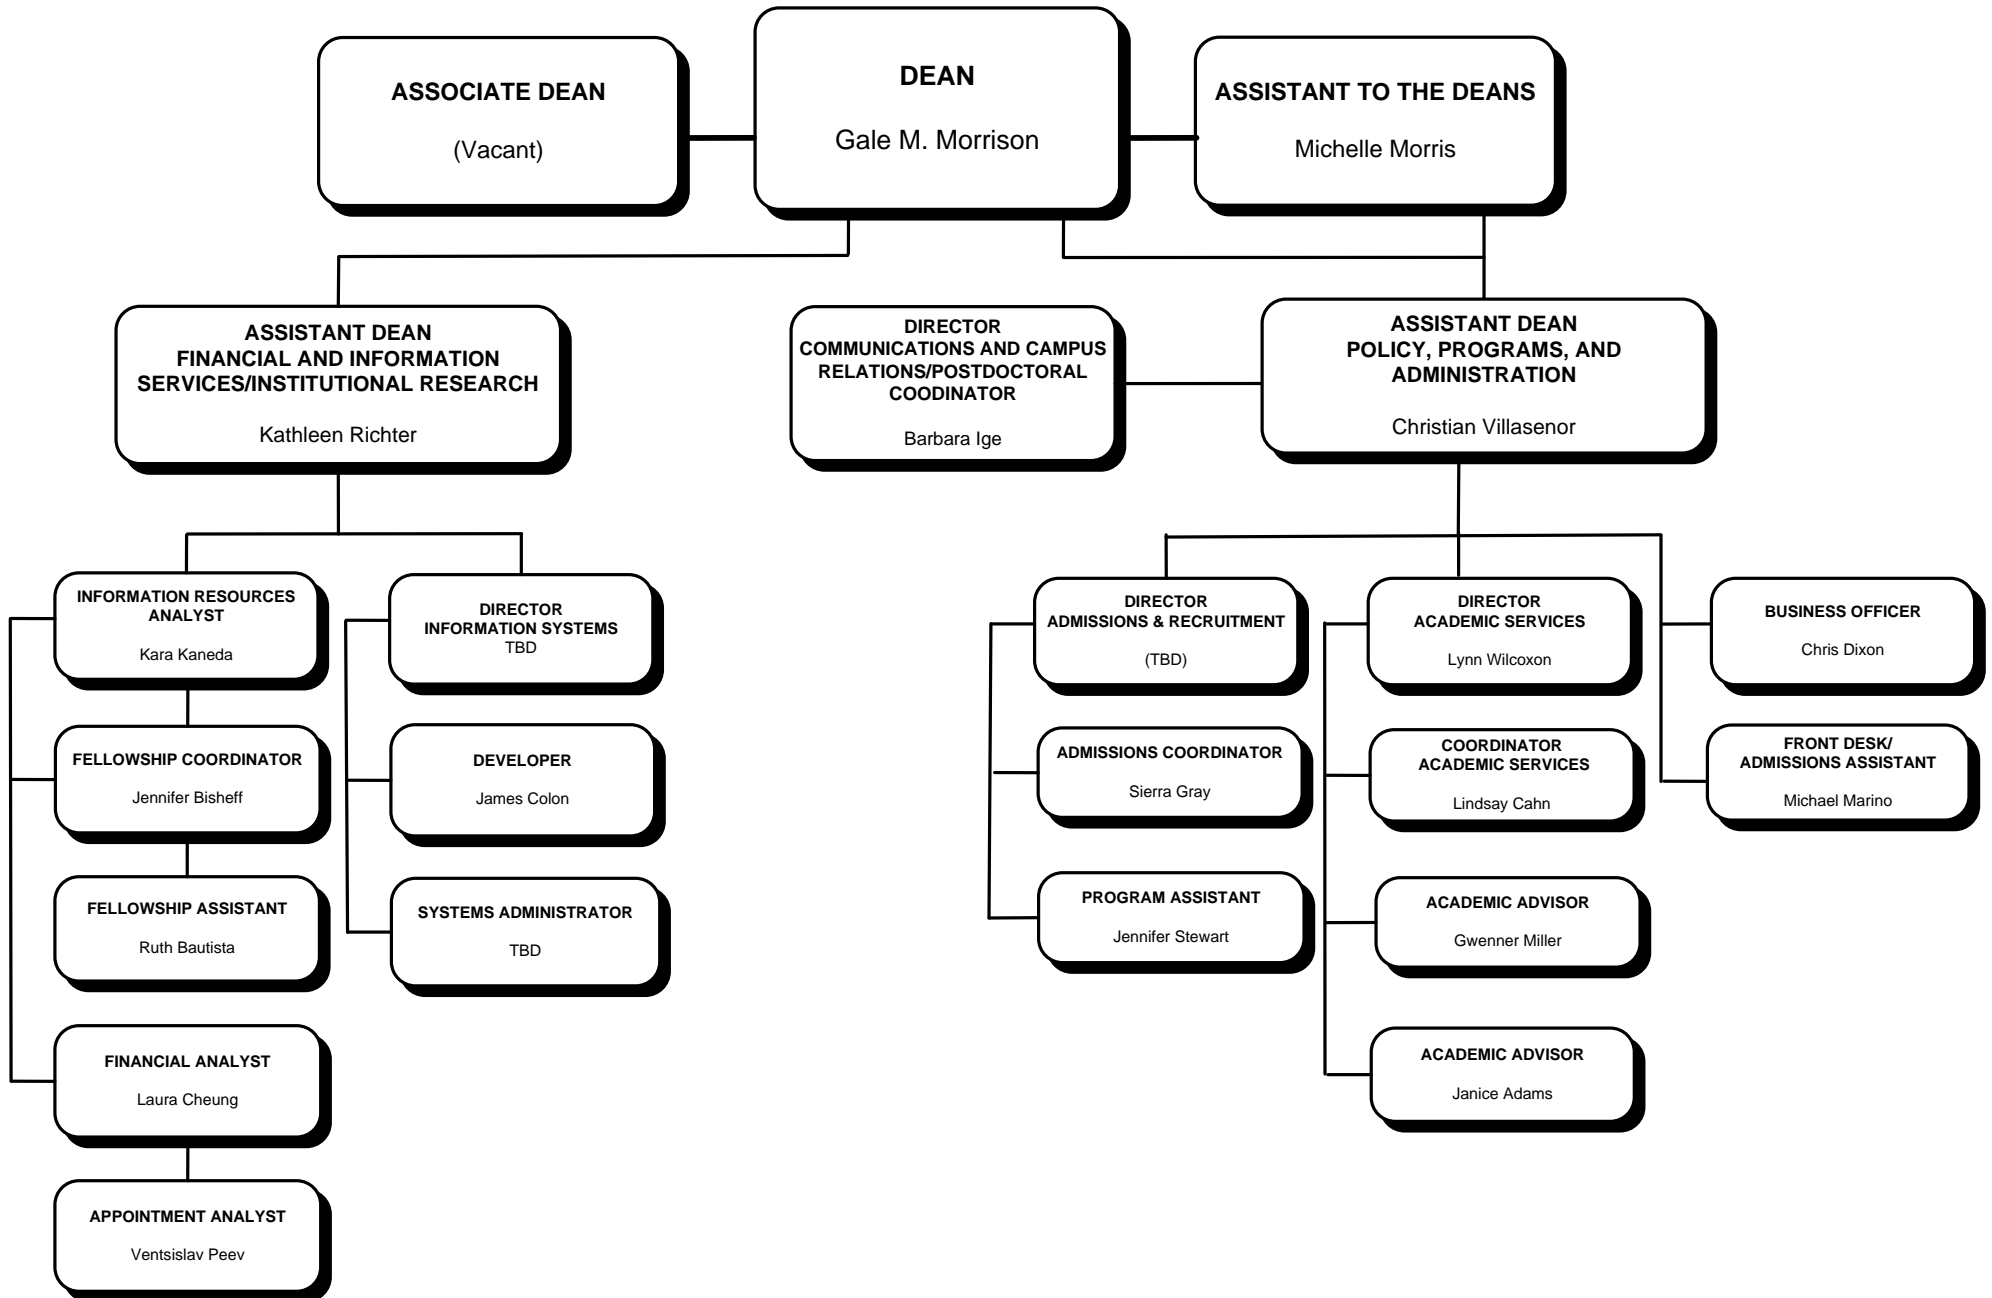 ASSOCIATE DEAN
(Vacant)
DEAN
Gale M. Morrison
ASSISTANT TO THE DEANS
Michelle Morris
ASSISTANT DEAN
FINANCIAL AND INFORMATION
SERVICES/INSTITUTIONAL RESEARCH
Kathleen Richter
DIRECTOR
COMMUNICATIONS AND CAMPUS
RELATIONS/POSTDOCTORAL
COODINATOR
Barbara Ige
ASSISTANT DEAN
POLICY, PROGRAMS, AND
ADMINISTRATION
Christian Villasenor
INFORMATION RESOURCES
ANALYST
Kara Kaneda
DIRECTOR
INFORMATION SYSTEMS
TBD
DIRECTOR
ADMISSIONS & RECRUITMENT
(TBD)
DIRECTOR
ACADEMIC SERVICES
Lynn Wilcoxon
BUSINESS OFFICER
Chris Dixon
FELLOWSHIP COORDINATOR
Jennifer Bisheff
DEVELOPER
James Colon
ADMISSIONS COORDINATOR
Sierra Gray
COORDINATOR
ACADEMIC SERVICES
Lindsay Cahn
FRONT DESK/
ADMISSIONS ASSISTANT
Michael Marino
FELLOWSHIP ASSISTANT
Ruth Bautista
SYSTEMS ADMINISTRATOR
TBD
PROGRAM ASSISTANT
Jennifer Stewart
ACADEMIC ADVISOR
Gwenner Miller
FINANCIAL ANALYST
Laura Cheung
ACADEMIC ADVISOR
Janice Adams
APPOINTMENT ANALYST
Ventsislav Peev